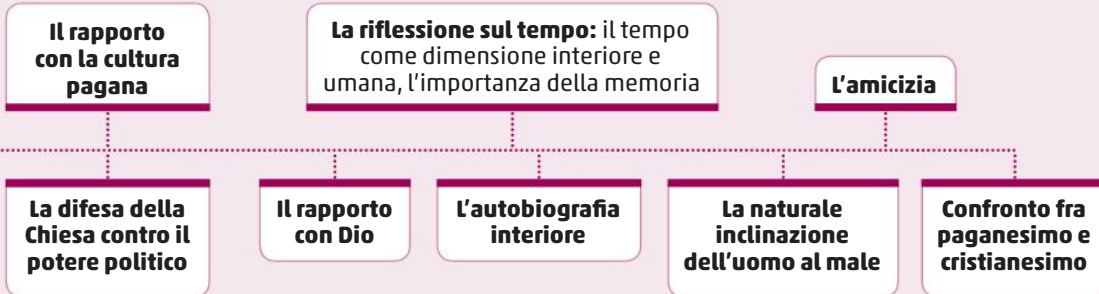 Il rapporto
con la cultura
pagana
La riflessione sul tempo: il tempo
come dimensione interiore e
umana, l'importanza della memoria
L'amicizia
La difesa della
Chiesa contro il
potere politico
Il rapporto
con Dio
L'autobiografia
interiore
La naturale
inclinazione
dell'uomo al male
Confronto fra
paganesimo e
cristianesimo